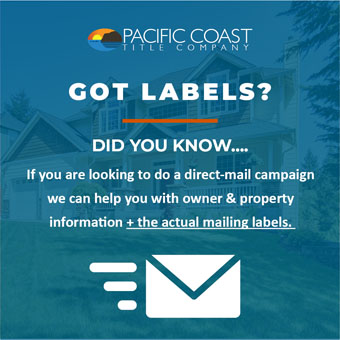 PACIFIC COAST
TITLE COMPANY
GOT LABELS?
DID YOU KNOW....
If you are looking to do a direct-mail campaign
we can help you with owner & property
information + the actual mailing labels.